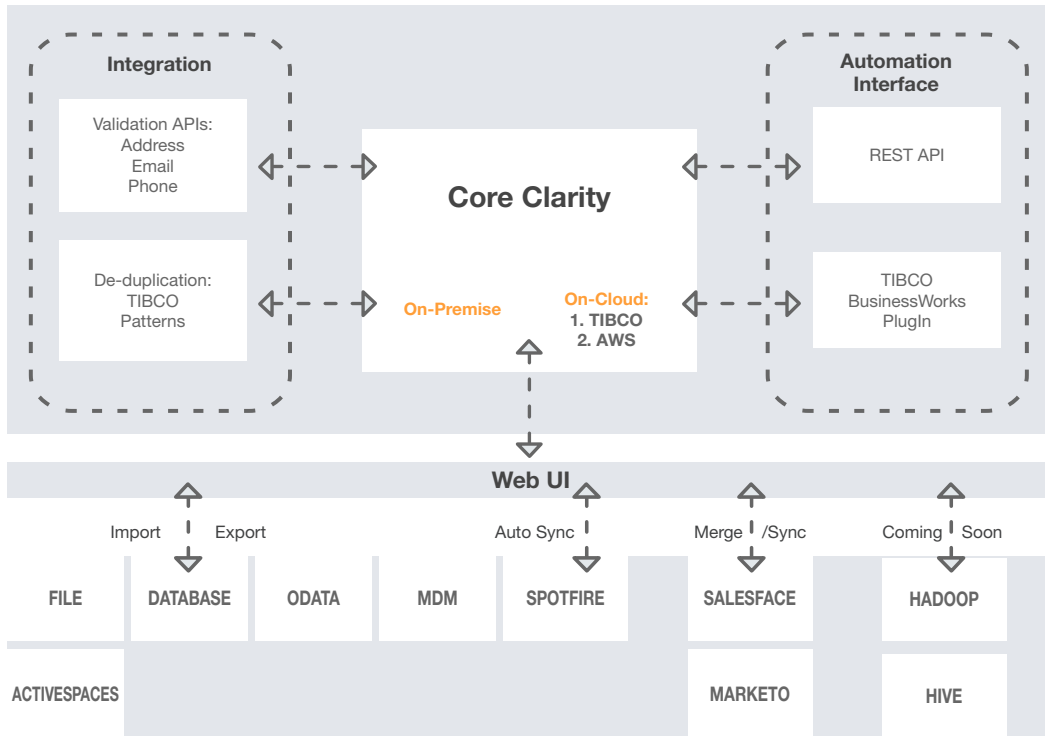 Integration
Validation APIs:
Address
Email
Phone
De-duplication:
TIBCO
Patterns
Core Clarity
On-Premise
On-Cloud:
1. TIBCO
2. AWS
Automation
Interface
REST API
TIBCO
BusinessWorks
PlugIn
Web UI
Import Export
Auto Sync
Merge /Sync
Coming Soon
FILE
DATABASE
ODATA
MDM
SPOTFIRE
SALESFACE
HADOOP
ACTIVESPACES
MARKETO
HIVE